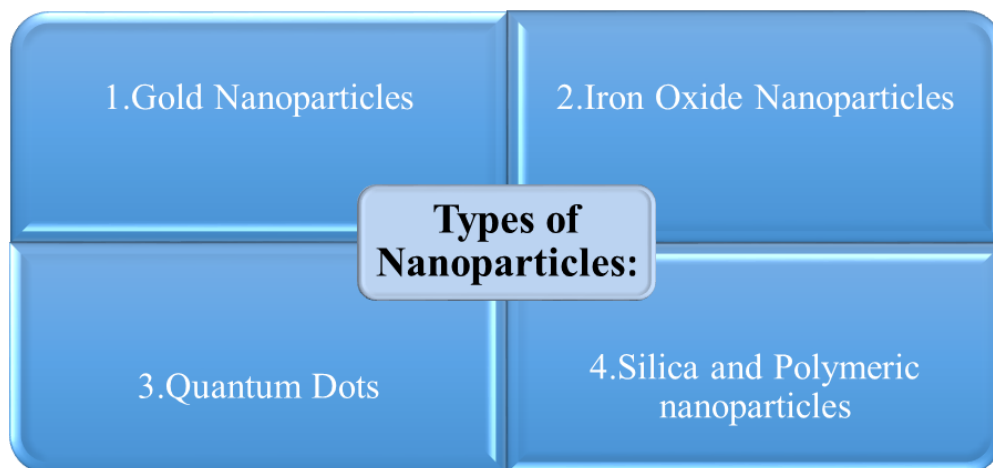 1.Gold Nanoparticles
2.Iron Oxide Nanoparticles
Types of
Nanoparticles:
3.Quantum Dots
4.Silica and Polymeric
nanoparticles